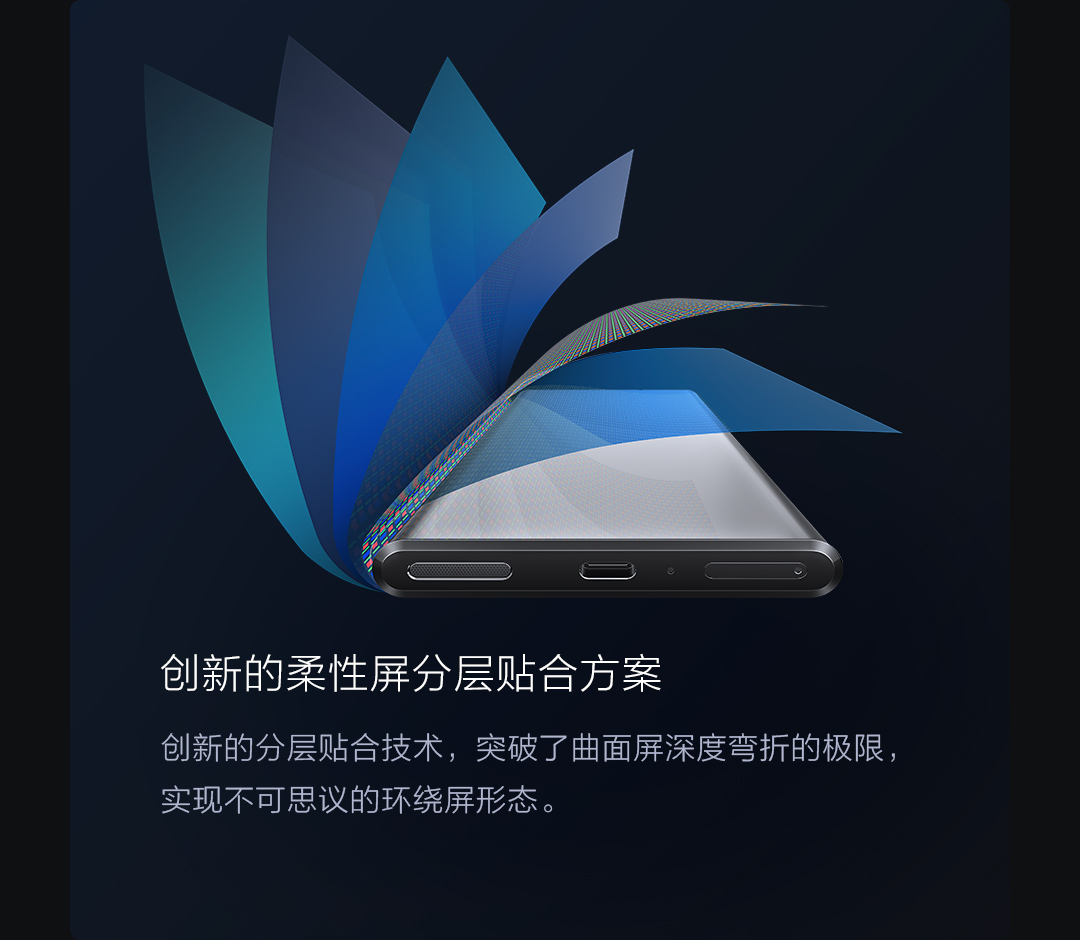 创新的柔性屏分层贴合方案
创新的分层贴合技术，突破了曲面屏深度弯折的极限，
实现不可思议的环绕屏形态。